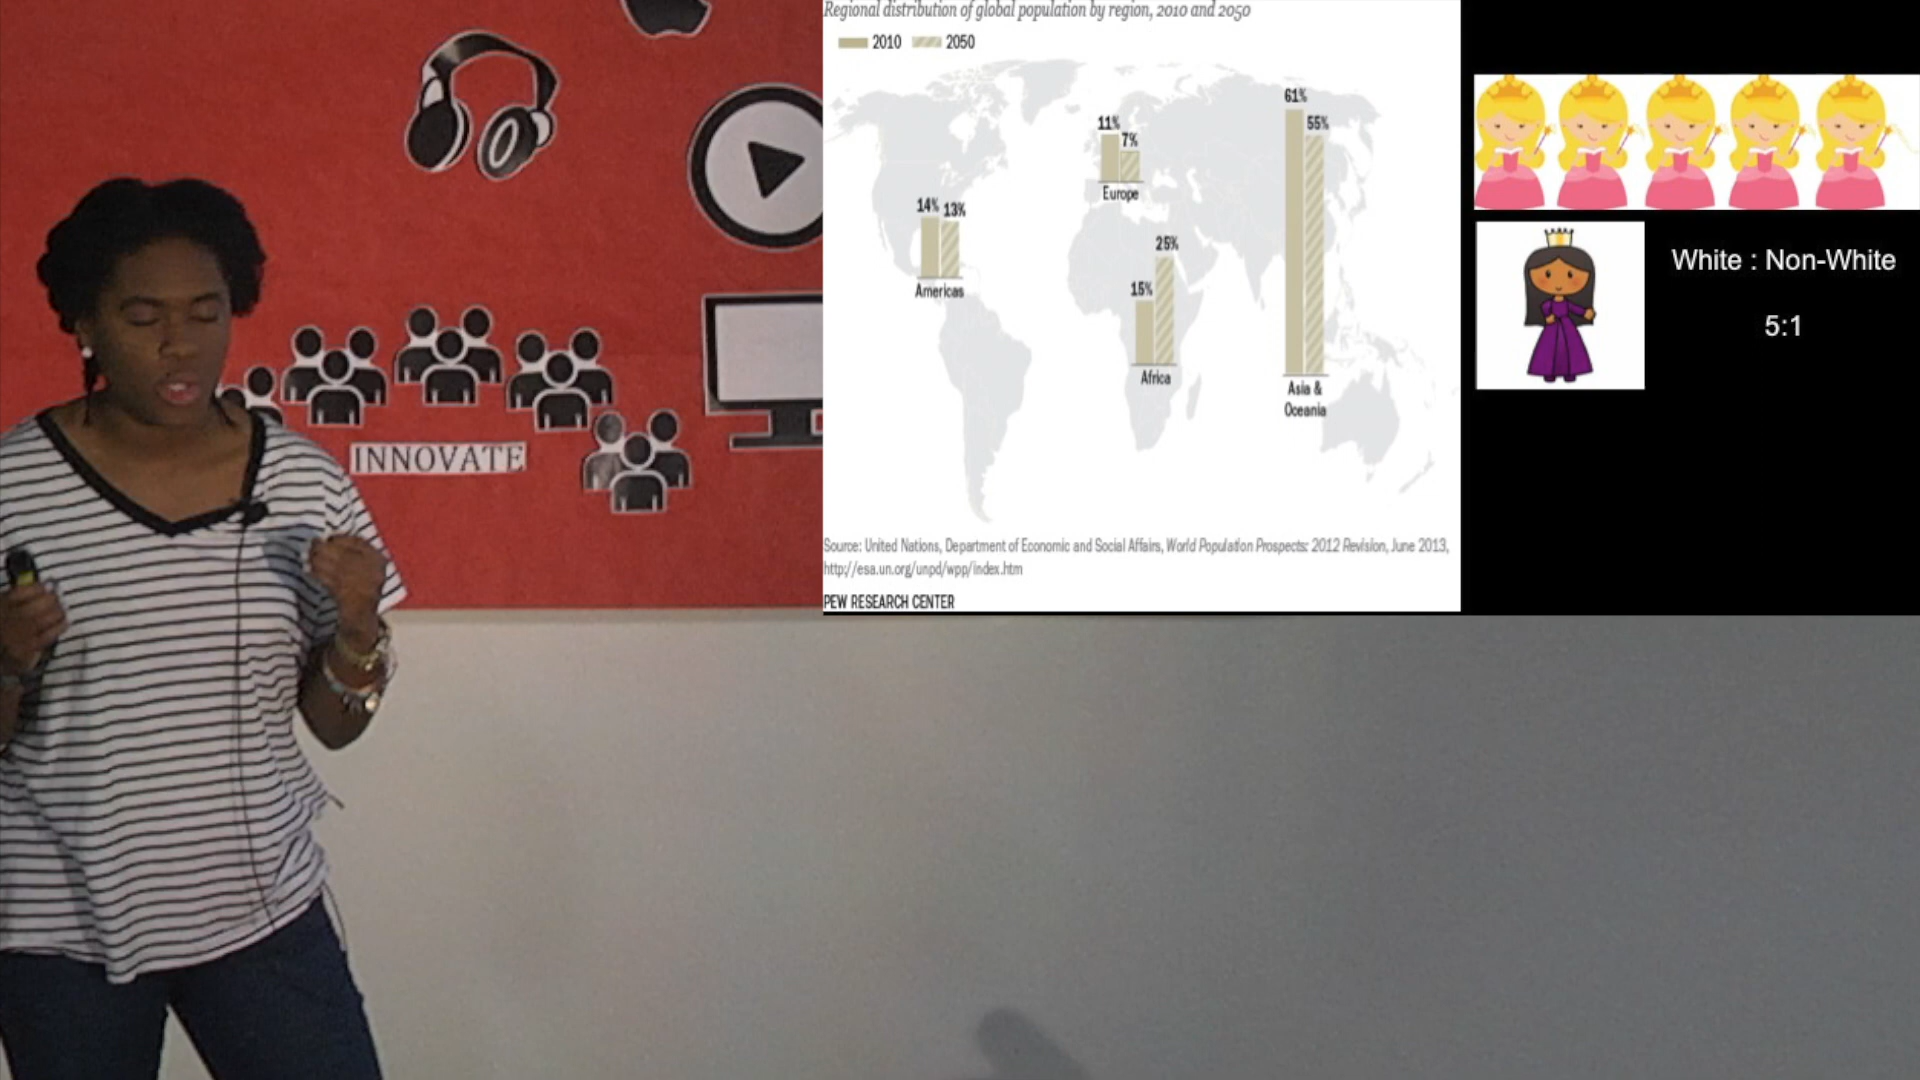 INNOVATE
Regional distribution of global population by region, 2010 and 2050
2010 2050
61%
55%
11%
7%
Europe
14% 13%
Americas
25%
15%
Africa
Asia &
Oceania
Source: United Nations, Department of Economic and Social Affairs, World Population Prospects: 2012 Revision, June 2013,
http://esa.un.org/unpd/wpp/index.htm
PEW RESEARCH CENTER
White : Non-White
5:1